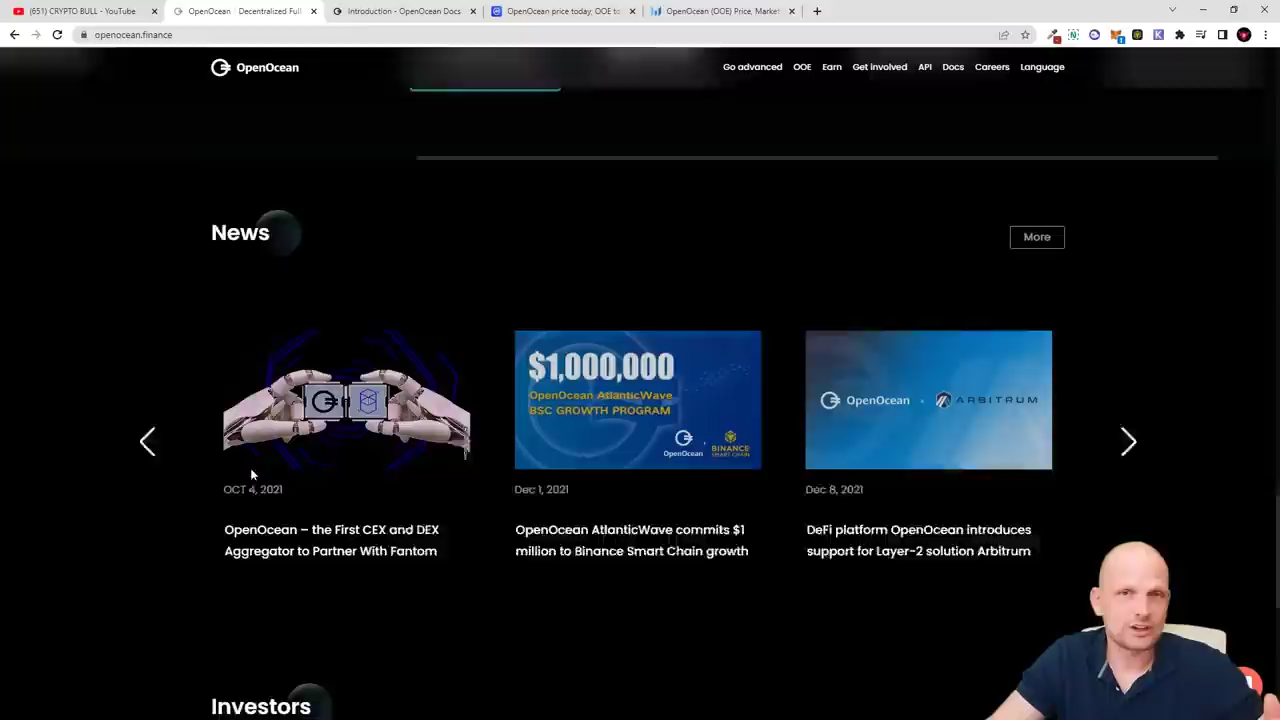 (651) CRYPTO BULL - YouTube
OpenOcean
Decentralized Full
Introduction - OpenOcean Docs
OpenOcean price today, OOE to
OpenOcean (OOE) Price, Market
openocean.finance
OpenOcean
Go advanced
OOE
Earn
Get involved
API
Docs
Careers
Language
News
More
$1,000,000
OpenOcean AtlanticWave
BSC GROWTH PROGRAM
OpenOcean
BINANCE
SMART CHAIN
OpenOcean
ARBITRUM
OCT 4, 2021
Dec 1, 2021
Dec 8, 2021
OpenOcean – the First CEX and DEX
Aggregator to Partner With Fantom
OpenOcean AtlanticWave commits $1
million to Binance Smart Chain growth
DeFi platform OpenOcean introduces
support for Layer-2 solution Arbitrum
Investors